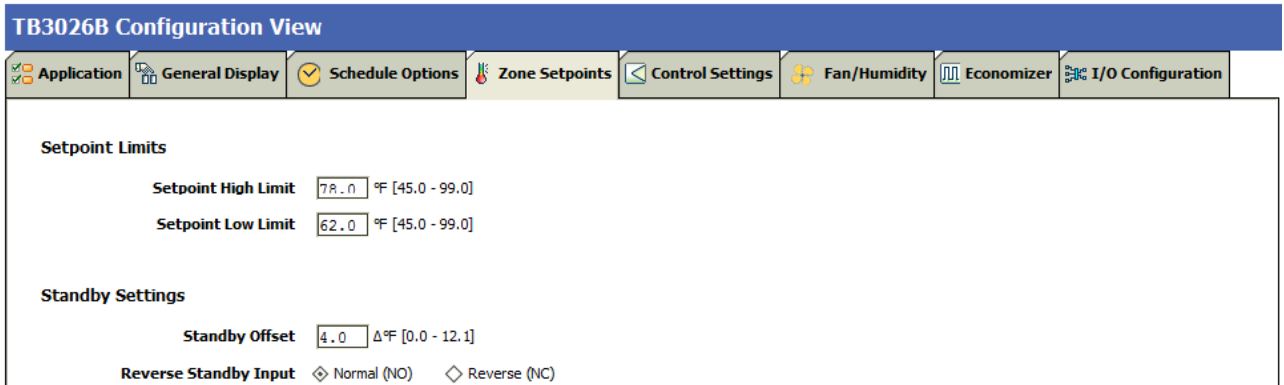 TB3026B Configuration View
Application General Display Schedule Options Zone Setpoints Control Settings Fan/Humidity Economizer I/O Configuration
Setpoint Limits
Setpoint High Limit 78.0 °F [45.0 - 99.0]
Setpoint Low Limit 62.0 °F [45.0 - 99.0]
Standby Settings
Standby Offset 4.0 Δ°F [0.0 - 12.1]
Reverse Standby Input Normal (NO) Reverse (NC)